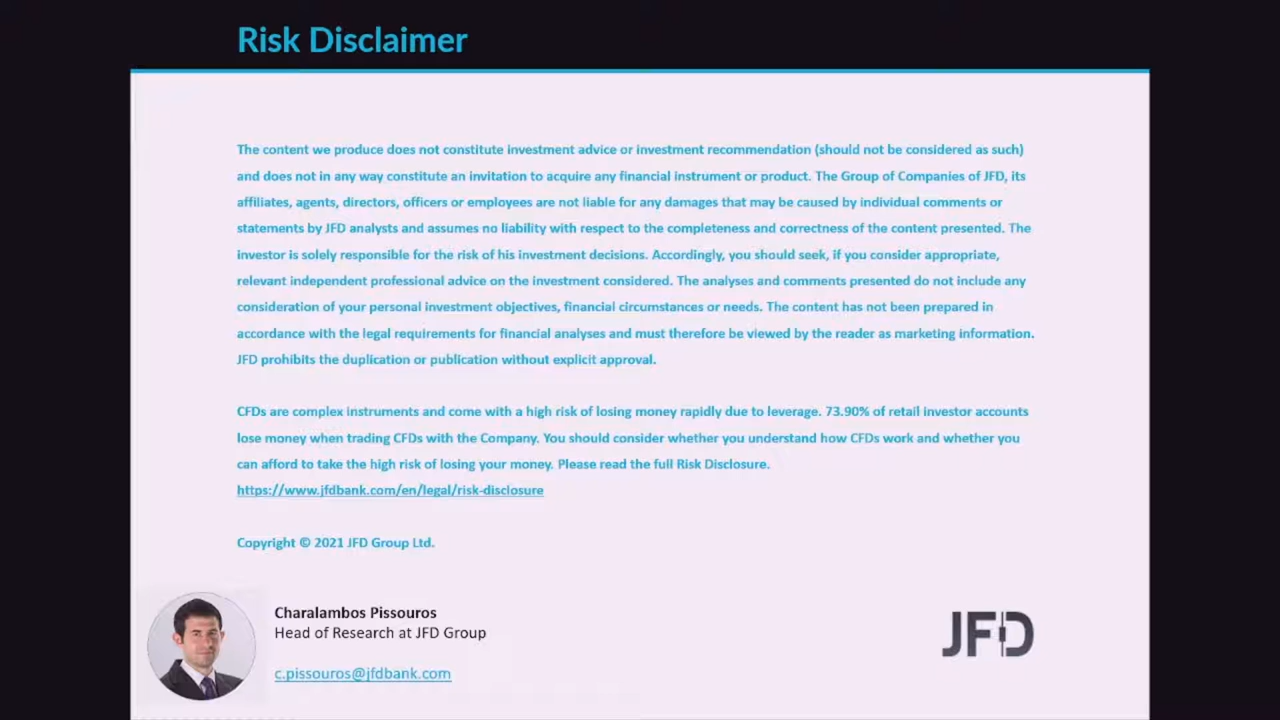 Risk Disclaimer
The content we produce does not constitute investment advice or investment recommendation (should not be considered as such)
and does not in any way constitute an invitation to acquire any financial instrument or product. The Group of Companies of JFD, its
affiliates, agents, directors, officers or employees are not liable for any damages that may be caused by individual comments or
statements by JFD analysts and assumes no liability with respect to the completeness and correctness of the content presented. The
investor is solely responsible for the risk of his investment decisions. Accordingly, you should seek, if you consider appropriate,
relevant independent professional advice on the investment considered. The analyses and comments presented do not include any
consideration of your personal investment objectives, financial circumstances or needs. The content has not been prepared in
accordance with the legal requirements for financial analyses and must therefore be viewed by the reader as marketing information.
JFD prohibits the duplication or publication without explicit approval.
CFDs are complex instruments and come with a high risk of losing money rapidly due to leverage. 73.90% of retail investor accounts
lose money when trading CFDs with the Company. You should consider whether you understand how CFDs work and whether you
can afford to take the high risk of losing your money. Please read the full Risk Disclosure.
https://www.jfdbank.com/en/legal/risk-disclosure
Copyright © 2021 JFD Group Ltd.
Charalambos Pissouros
Head of Research at JFD Group
c.pissouros@jfdbank.com
JFD